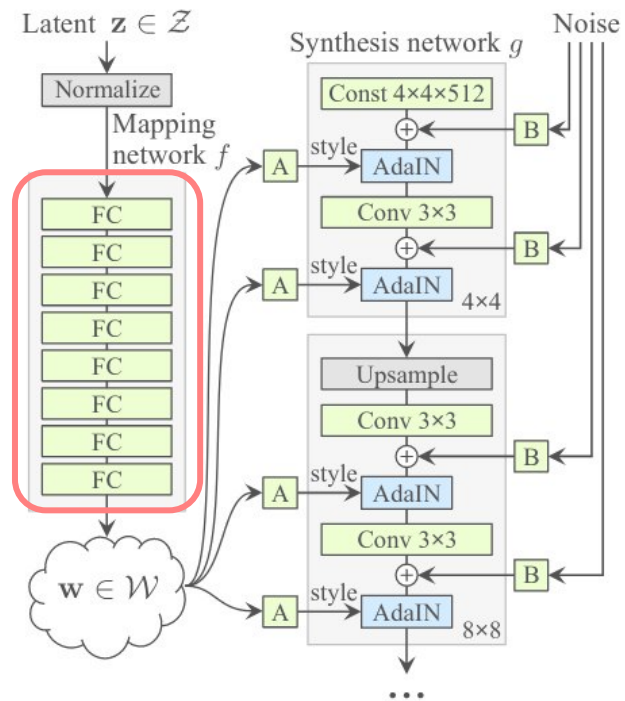 Latent z ∈ 𝒵
Normalize
Mapping
network f
FC
FC
FC
FC
FC
FC
FC
FC
w ∈ 𝒲
Synthesis network g
Noise
Const 4×4×512
+
B
A
style
AdaIN
Conv 3×3
+
B
A
style
AdaIN
4×4
Upsample
Conv 3×3
+
B
A
style
AdaIN
Conv 3×3
+
B
A
style
AdaIN
8×8
...